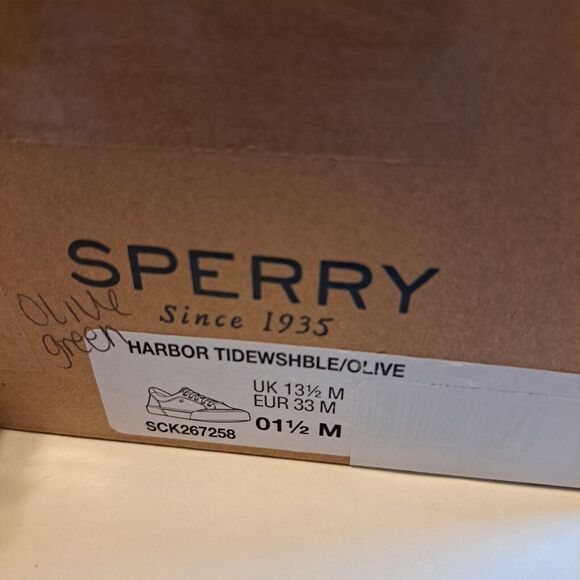 SPERRY
Since 1935
olive
green
HARBOR TIDEWSHBLE/OLIVE
UK 13½ M
EUR 33 M
SCK267258
01½ M